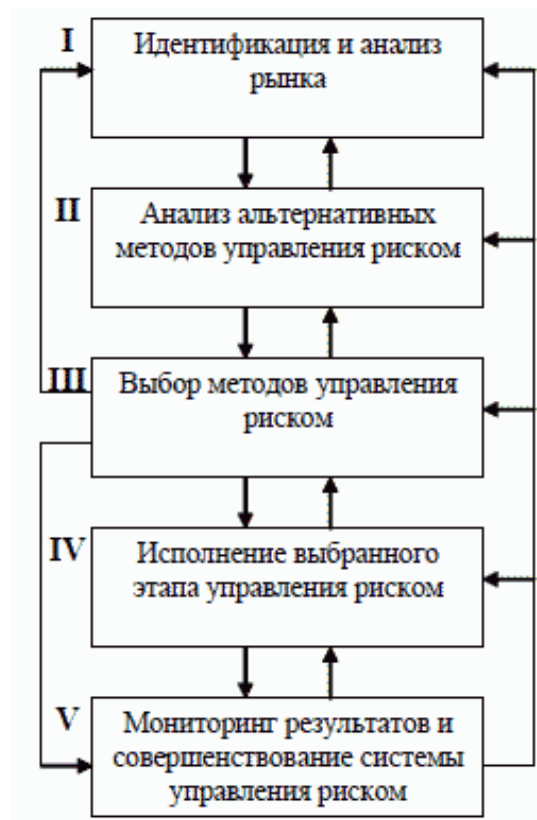 I
Идентификация и анализ
рынка
II
Анализ альтернативных
методов управления риском
III
Выбор методов управления
риском
IV
Исполнение выбранного
этапа управления риском
V
Мониторинг результатов и
совершенствование системы
управления риском